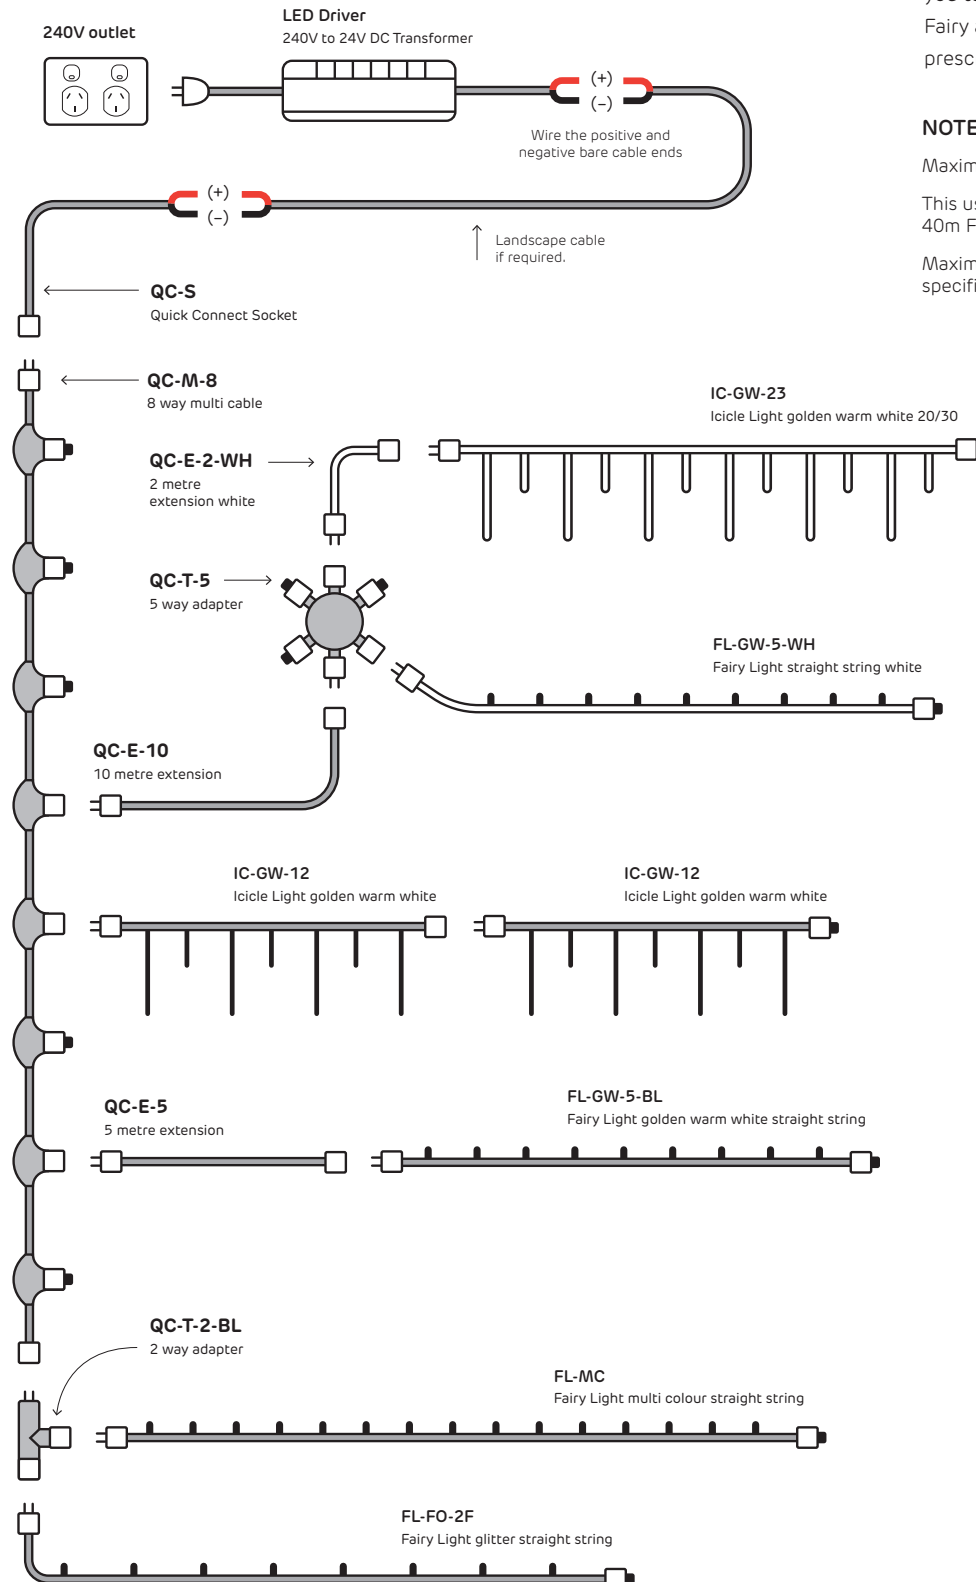 240V outlet
LED Driver
240V to 24V DC Transformer
(+)
(–)
Wire the positive and
negative bare cable ends
(+)
(–)
Landscape cable
if required.
QC-S
Quick Connect Socket
QC-M-8
8 way multi cable
QC-E-2-WH
2 metre
extension white
IC-GW-23
Icicle Light golden warm white 20/30
QC-T-5
5 way adapter
FL-GW-5-WH
Fairy Light straight string white
QC-E-10
10 metre extension
IC-GW-12
Icicle Light golden warm white
IC-GW-12
Icicle Light golden warm white
QC-E-5
5 metre extension
FL-GW-5-BL
Fairy Light golden warm white straight string
QC-T-2-BL
2 way adapter
FL-MC
Fairy Light multi colour straight string
FL-FO-2F
Fairy Light glitter straight string
Fairy
presc
NOTE
Maxim
This us
40m F
Maxim
specifi